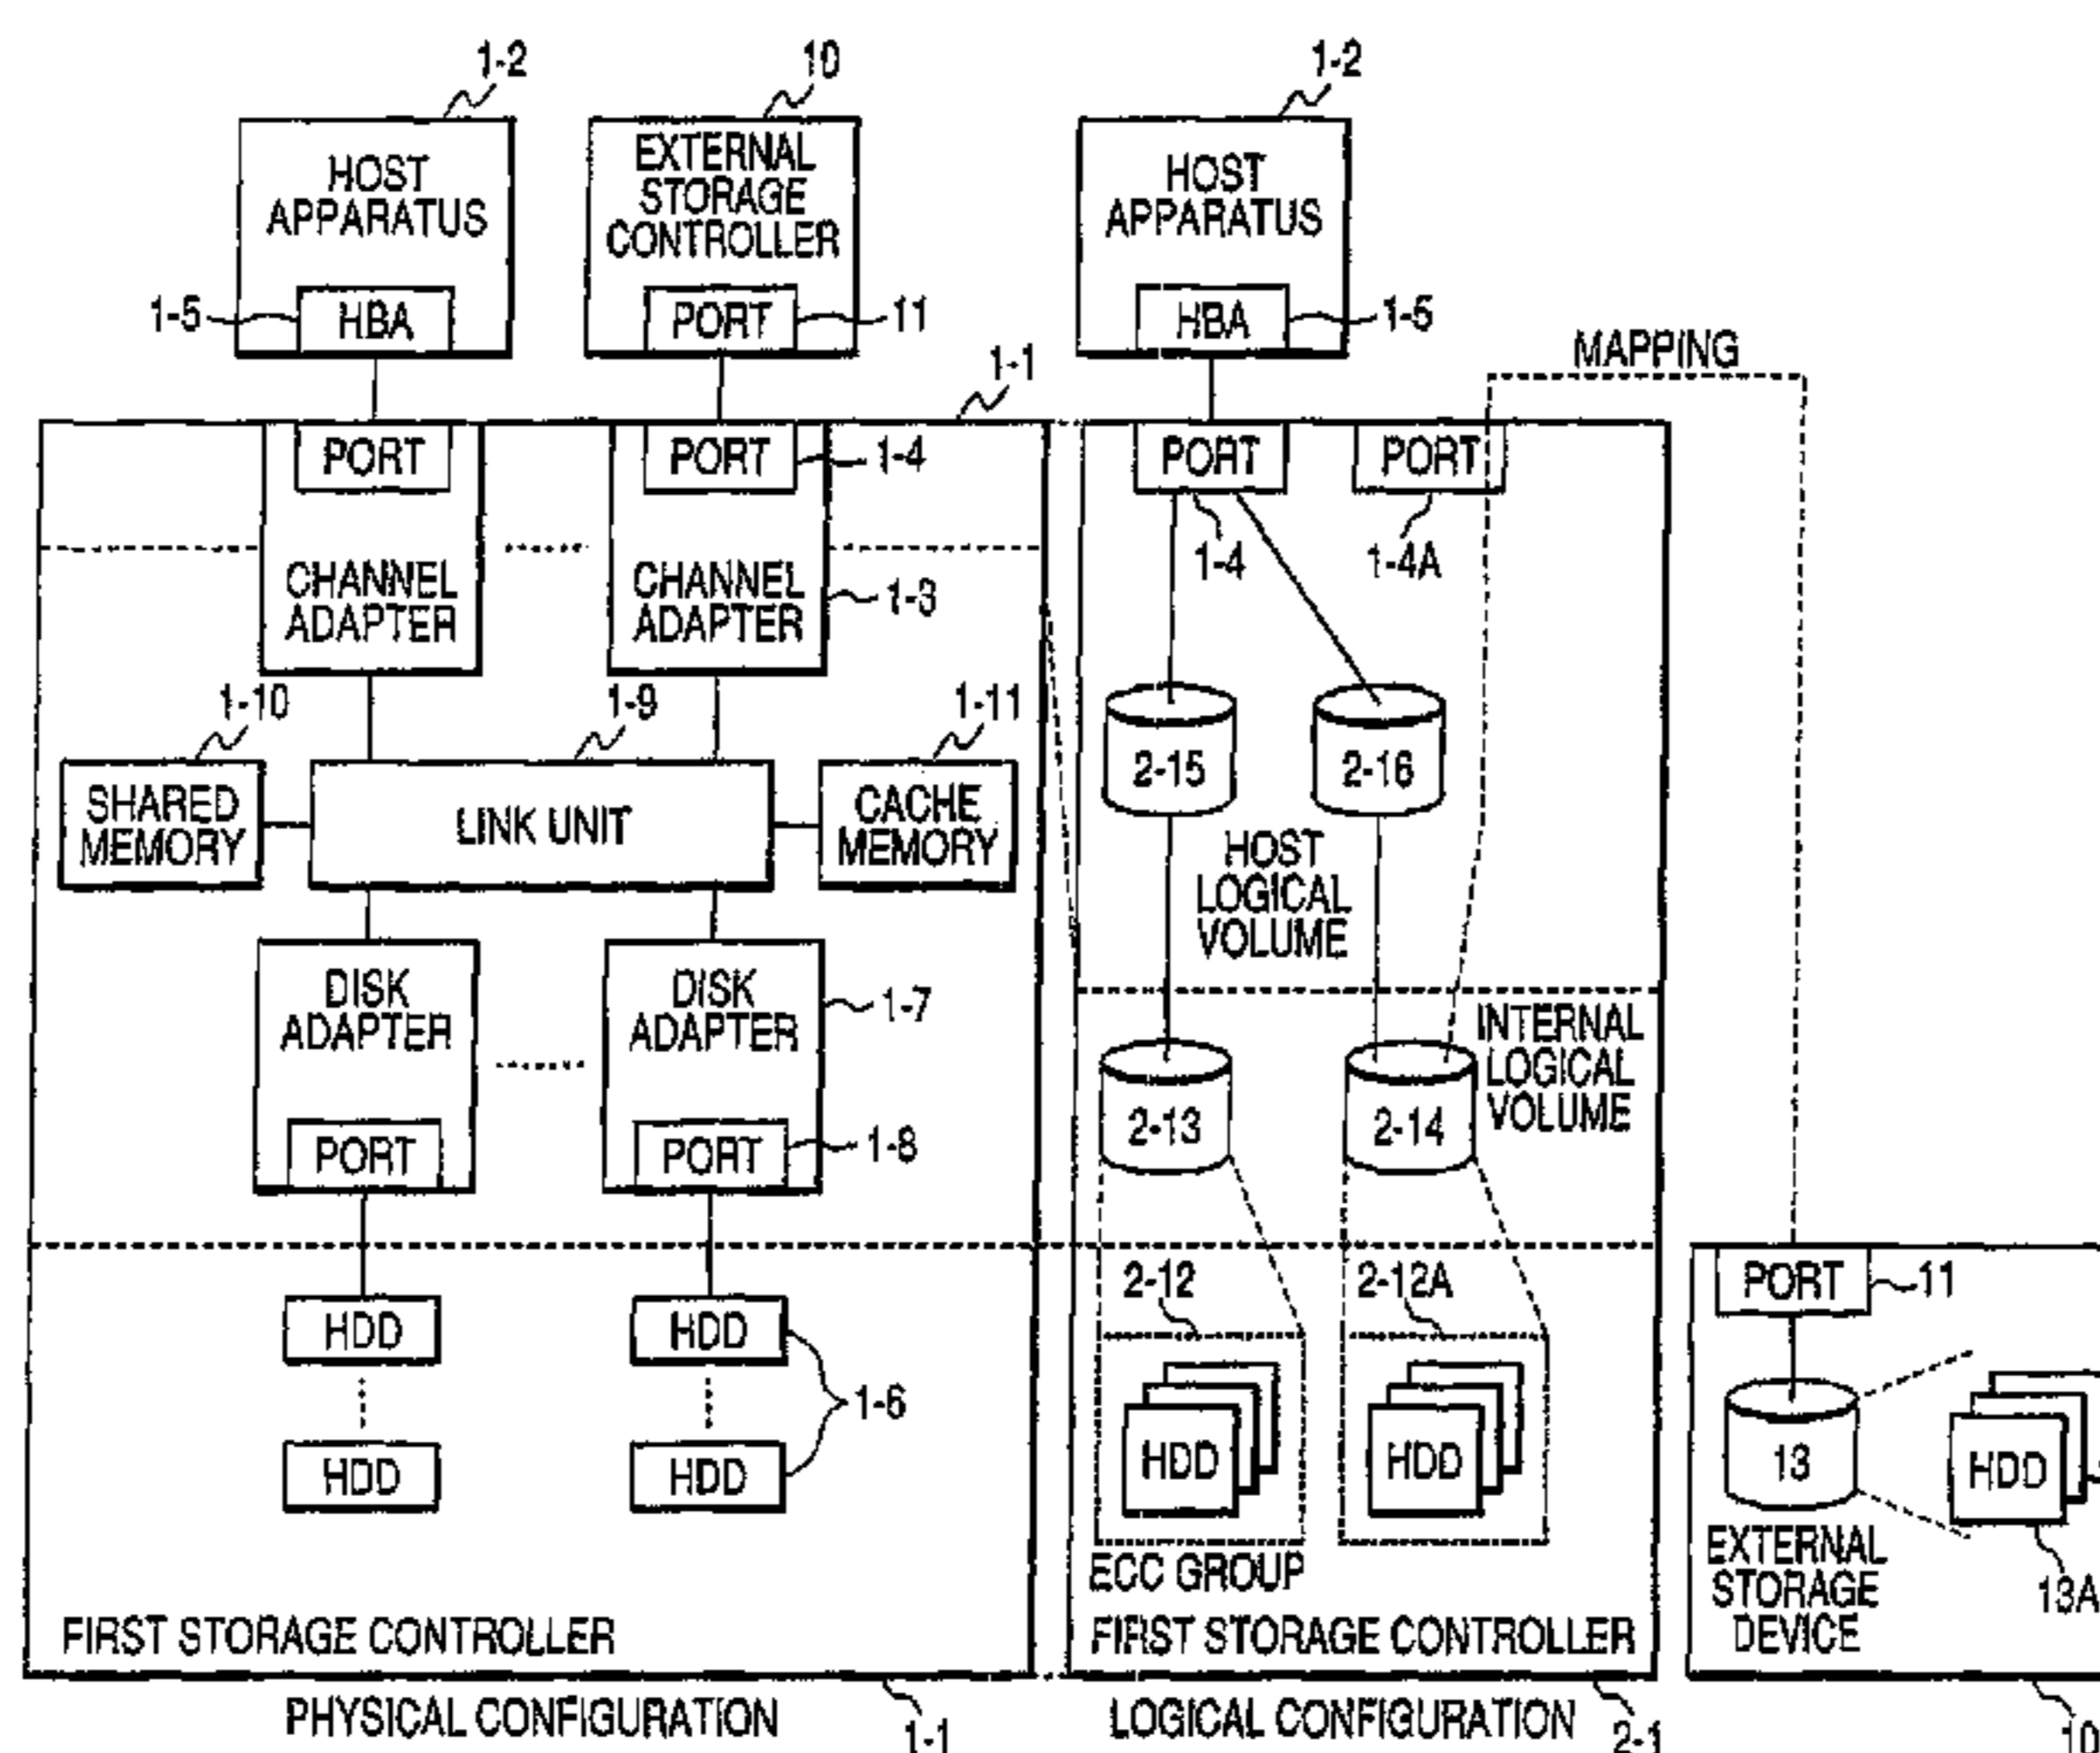 1-2
10
1-2
HOST
APPARATUS
EXTERNAL
STORAGE
CONTROLLER
HOST
APPARATUS
1-5
HBA
PORT
11
HBA
1-5
MAPPING
1-1
PORT
PORT
1-4
PORT
PORT
1-4
1-4A
CHANNEL
ADAPTER
CHANNEL
ADAPTER
1-3
1-10
1-9
1-11
SHARED
MEMORY
LINK UNIT
CACHE
MEMORY
2-15
2-16
HOST
LOGICAL
VOLUME
DISK
ADAPTER
DISK
ADAPTER
1-7
INTERNAL
LOGICAL
VOLUME
2-13
2-14
PORT
PORT
1-8
2-12
2-12A
PORT
11
HDD
HDD
1-6
HDD
HDD
HDD
HDD
13
HDD
ECC GROUP
EXTERNAL
STORAGE
DEVICE
13A
FIRST STORAGE CONTROLLER
FIRST STORAGE CONTROLLER
PHYSICAL CONFIGURATION
1-1
LOGICAL CONFIGURATION
2-1
10